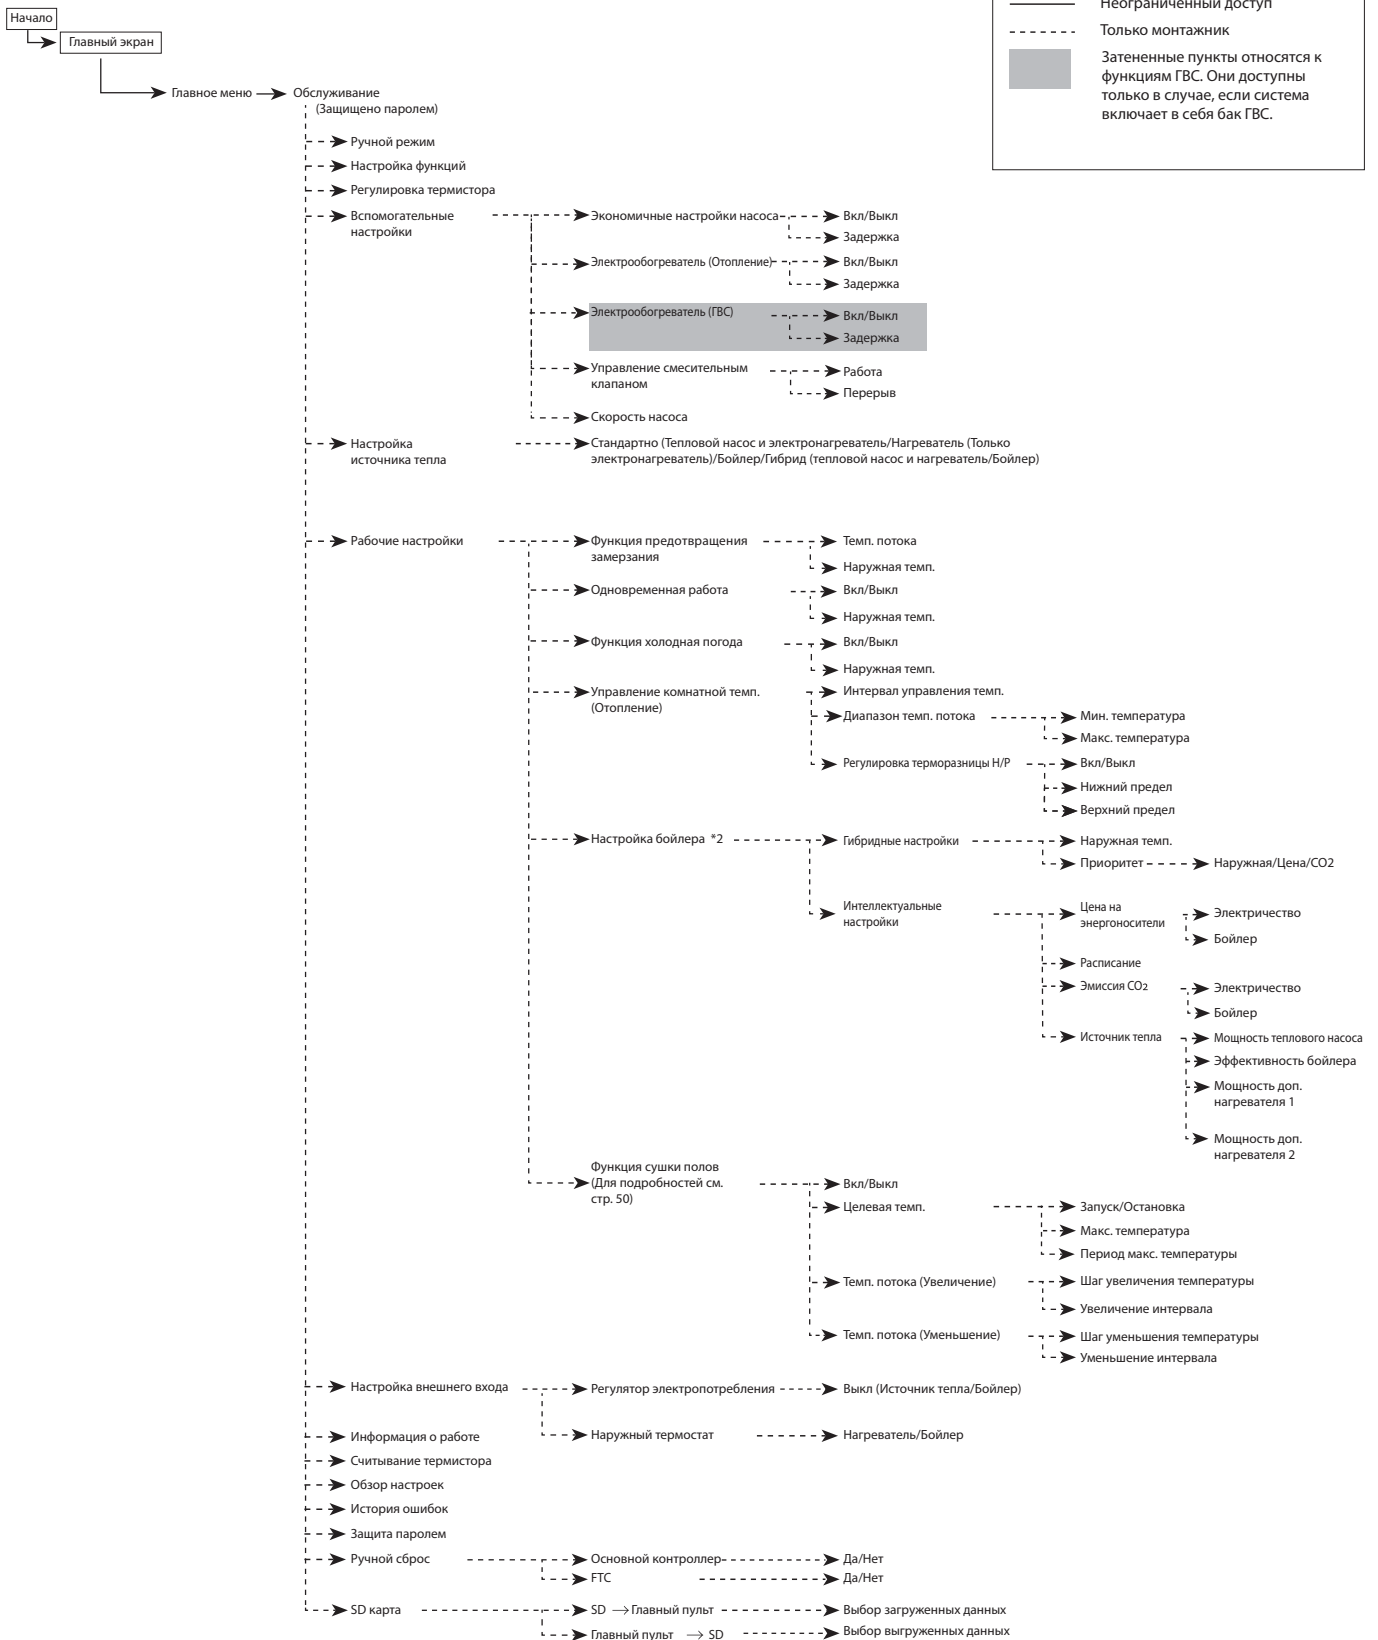 Неограниченный доступ
Только монтажник
Затененные пункты относятся к
функциям ГВС. Они доступны
только в случае, если система
включает в себя бак ГВС.
Начало
Главный экран
Главное меню
Обслуживание
(Защищено паролем)
Ручной режим
Настройка функций
Регулировка термистора
Вспомогательные
настройки
Экономичные настройки насоса
Вкл/Выкл
Задержка
Электрообогреватель (Отопление)
Вкл/Выкл
Задержка
Электрообогреватель (ГВС)
Вкл/Выкл
Задержка
Управление смесительным
клапаном
Работа
Перерыв
Скорость насоса
Настройка
источника тепла
Стандартно (Тепловой насос и электронагреватель/Нагреватель (Только
электронагреватель)/Бойлер/Гибрид (тепловой насос и нагреватель/Бойлер)
Рабочие настройки
Функция предотвращения
замерзания
Темп. потока
Наружная темп.
Одновременная работа
Вкл/Выкл
Наружная темп.
Функция холодная погода
Вкл/Выкл
Наружная темп.
Управление комнатной темп.
(Отопление)
Интервал управления темп.
Диапазон темп. потока
Мин. температура
Макс. температура
Регулировка терморазницы Н/Р
Вкл/Выкл
Нижний предел
Верхний предел
Настройка бойлера *2
Гибридные настройки
Наружная темп.
Приоритет
Наружная/Цена/CO2
Интеллектуальные
настройки
Цена на
энергоносители
Электричество
Бойлер
Расписание
Эмиссия CO2
Электричество
Бойлер
Источник тепла
Мощность теплового насоса
Эффективность бойлера
Мощность доп.
нагревателя 1
Мощность доп.
нагревателя 2
Функция сушки полов
(Для подробностей см.
стр. 50)
Вкл/Выкл
Целевая темп.
Запуск/Остановка
Макс. температура
Период макс. температуры
Темп. потока (Увеличение)
Шаг увеличения температуры
Увеличение интервала
Темп. потока (Уменьшение)
Шаг уменьшения температуры
Уменьшение интервала
Настройка внешнего входа
Регулятор электропотребления
Выкл (Источник тепла/Бойлер)
Наружный термостат
Нагреватель/Бойлер
Информация о работе
Считывание термистора
Обзор настроек
История ошибок
Защита паролем
Ручной сброс
Основной контроллер
Да/Нет
FTC
Да/Нет
SD карта
SD → Главный пульт
Выбор загруженных данных
Главный пульт → SD
Выбор выгруженных данных